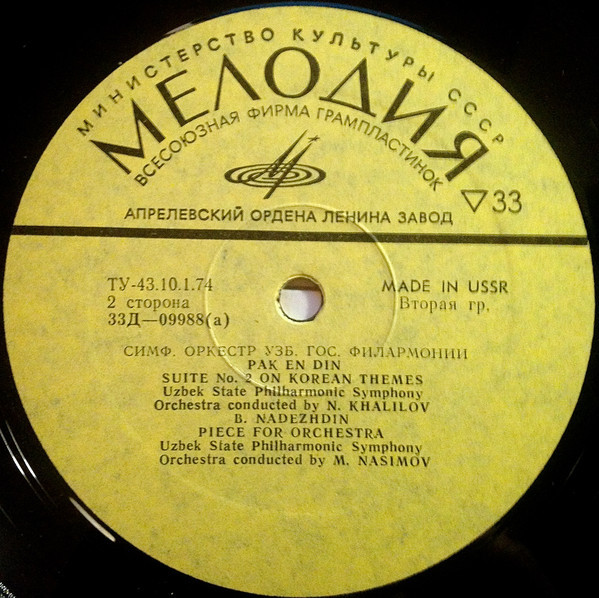 МИНИСТЕРСТВО КУЛЬТУРЫ СССР
МЕЛОДИЯ
ВСЕСОЮЗНАЯ ФИРМА ГРАМПЛАСТИНОК
33
АПРЕЛЕВСКИЙ ОРДЕНА ЛЕНИНА ЗАВОД
ТУ-43.10.1.74
2 сторона
33Д—09988(а)
MADE IN USSR
Вторая гр.
СИМФ. ОРКЕСТР УЗБ. ГОС. ФИЛАРМОНИИ
PAK EN DIN
SUITE No. 2 ON KOREAN THEMES
Uzbek State Philharmonic Symphony
Orchestra conducted by N. KHALILOV
B. NADEZHDIN
PIECE FOR ORCHESTRA
Uzbek State Philharmonic Symphony
Orchestra conducted by M. NASIMOV